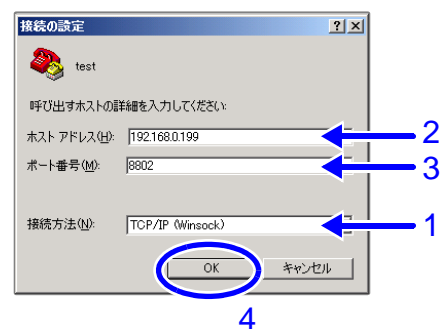 接続の設定
test
呼び出すホストの詳細を入力してください:
ホスト アドレス(H): 192.168.0.199 2
ポート番号(M): 8802 3
接続方法(N): TCP/IP (Winsock) 1
OK キャンセル
4